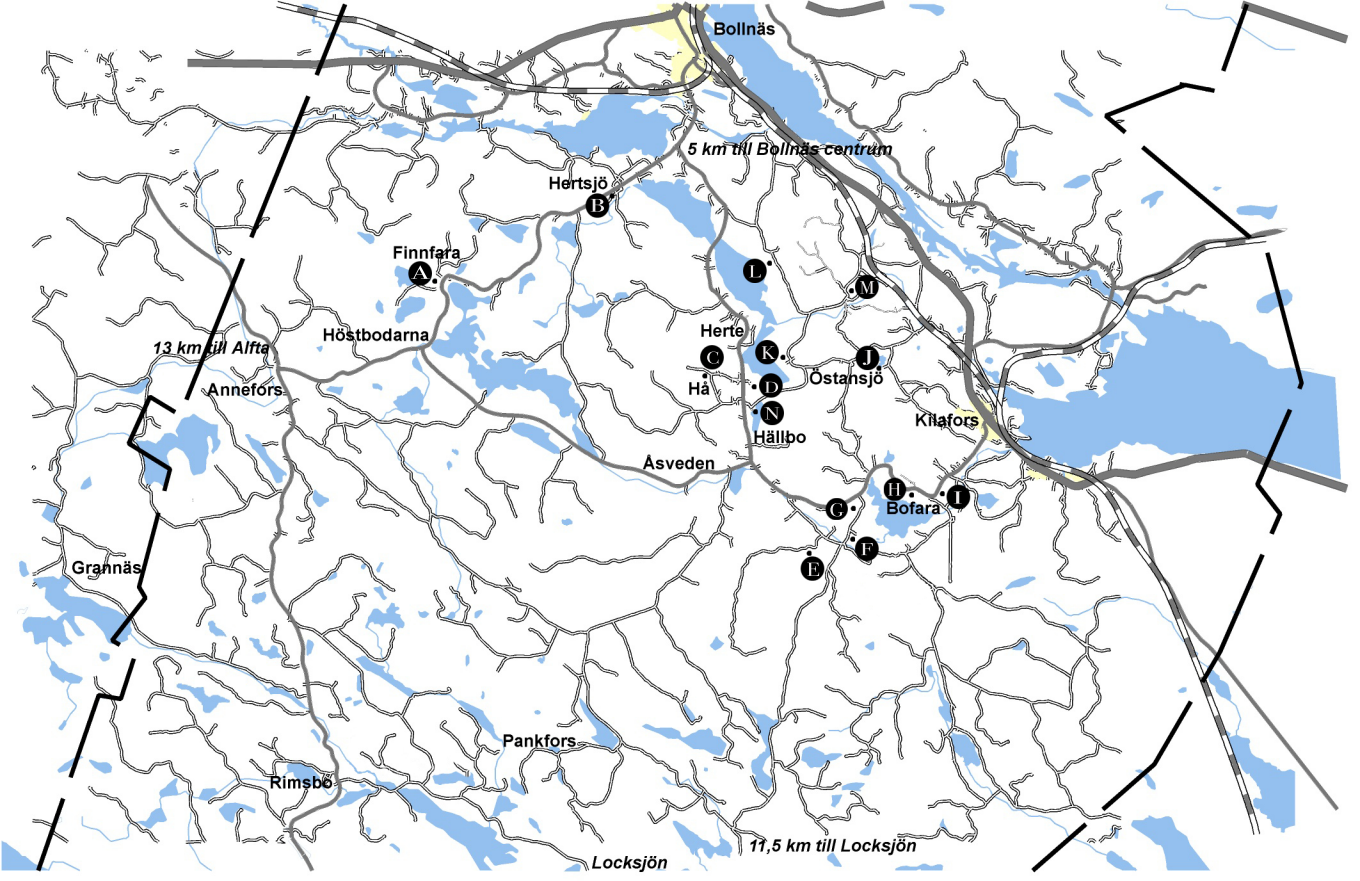 Bollnäs
5 km till Bollnäs centrum
Hertsjö
B
Finnfara
A
L
M
Höstbodarna
Herte
13 km till Alfta
C
K
J
Östansjö
Hå
D
Annefors
N
Kilafors
Hällbo
Åsveden
H
I
Bofara
G
F
E
Grannäs
Pankfors
Rimsbo
11,5 km till Locksjön
Locksjön